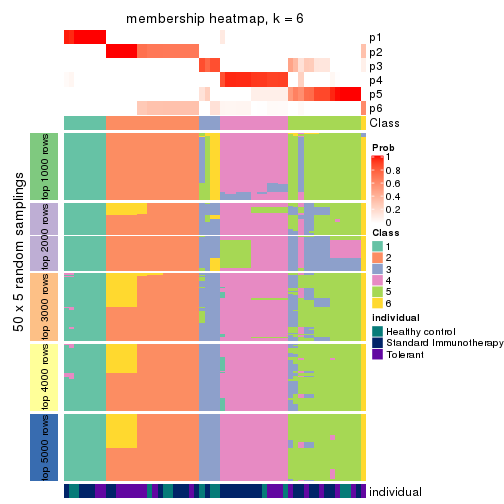 membership heatmap, k = 6
p1
p2
p3
p4
p5
p6
Class
50 x 5 random samplings
top 1000 rows
top 2000 rows
top 3000 rows
top 4000 rows
top 5000 rows
Prob
1
0.8
0.6
0.4
0.2
0
Class
1
2
3
4
5
6
individual
Healthy control
Standard Immunotherapy
Tolerant
individual